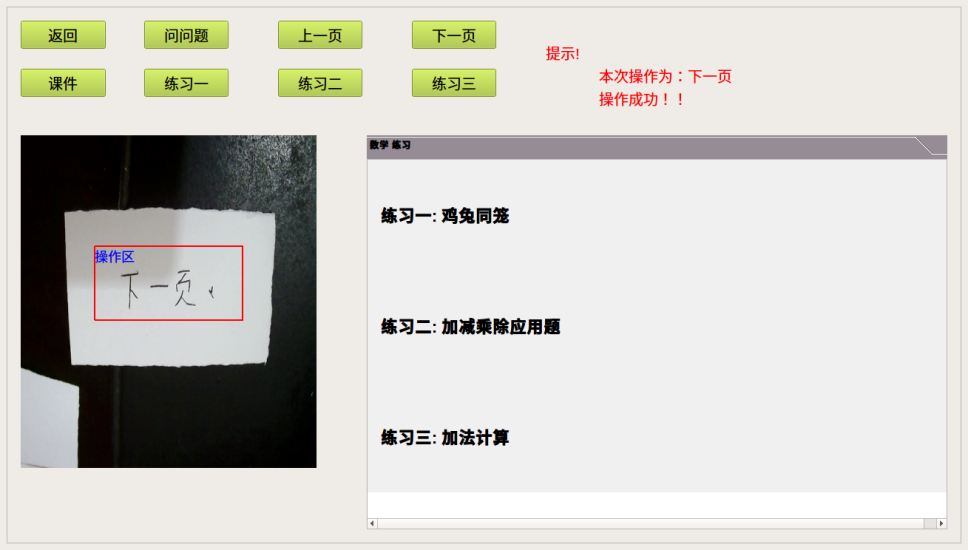 返回 问问题 上一页 下一页
课件 练习一 练习二 练习三
提示!
本次操作为：下一页
操作成功！！
操作区
下一页.
数学 练习
练习一: 鸡兔同笼
练习二: 加减乘除应用题
练习三: 加法计算